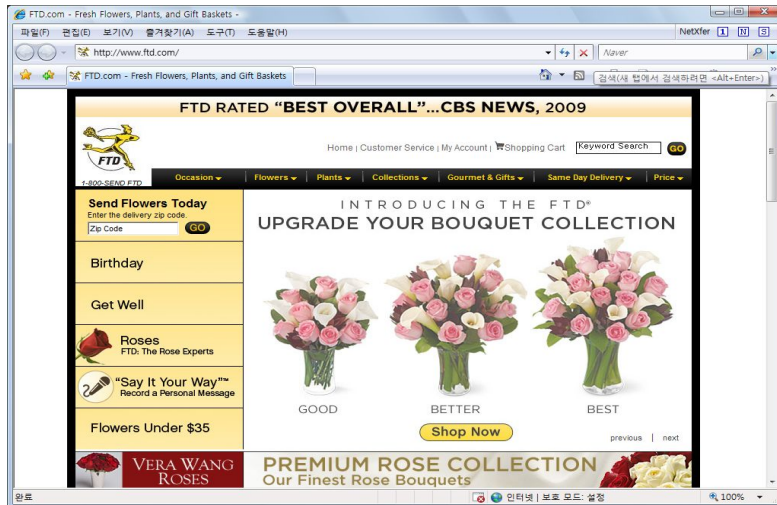 FTD.com - Fresh Flowers, Plants, and Gift Baskets -
파일(F) 편집(E) 보기(V) 즐겨찾기(A) 도구(T) 도움말(H)
NetXfer 1 N S
http://www.ftd.com/
Naver
FTD.com - Fresh Flowers, Plants, and Gift Baskets
검색(새 탭에서 검색하려면 <Alt+Enter>)
FTD RATED “BEST OVERALL”...CBS NEWS, 2009
FTD
1-800-SEND FTD
Home | Customer Service | My Account | Shopping Cart Keyword Search GO
Occasion | Flowers | Plants | Collections | Gourmet & Gifts | Same Day Delivery | Price
Send Flowers Today
Enter the delivery zip code.
Zip Code GO
Birthday
Get Well
Roses
FTD: The Rose Experts
“Say It Your Way”™
Record a Personal Message
Flowers Under $35
INTRODUCING THE FTD®
UPGRADE YOUR BOUQUET COLLECTION
GOOD BETTER BEST
Shop Now
previous | next
VERA WANG
ROSES
PREMIUM ROSE COLLECTION
Our Finest Rose Bouquets
완료
인터넷 | 보호 모드: 설정
100%